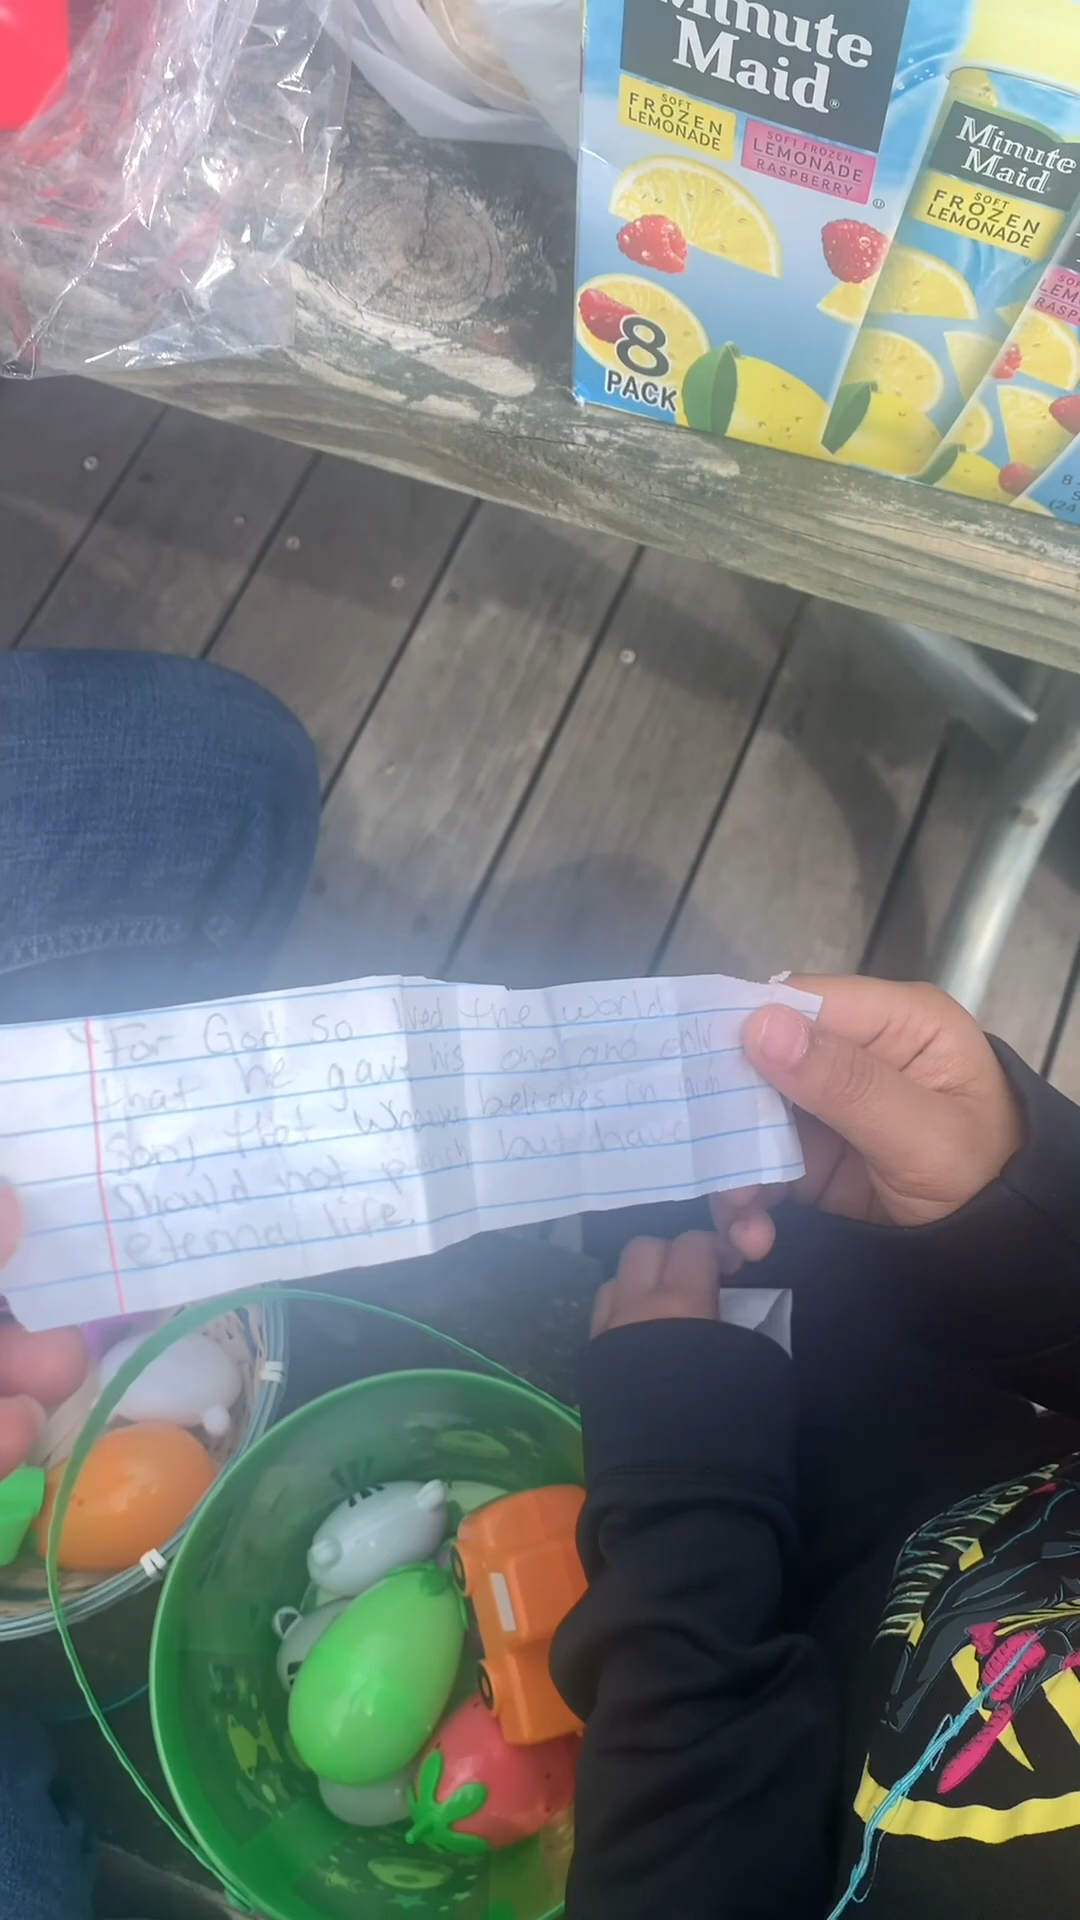 Minute
Maid
SOFT
FROZEN
LEMONADE
SOFT FROZEN
LEMONADE
RASPBERRY
8
PACK
Minute
Maid
SOFT
FROZEN
LEMONADE
"For God so lved the world
that he gave his one and only
Son, that whoever believes in him
should not perish but have
eternal life.